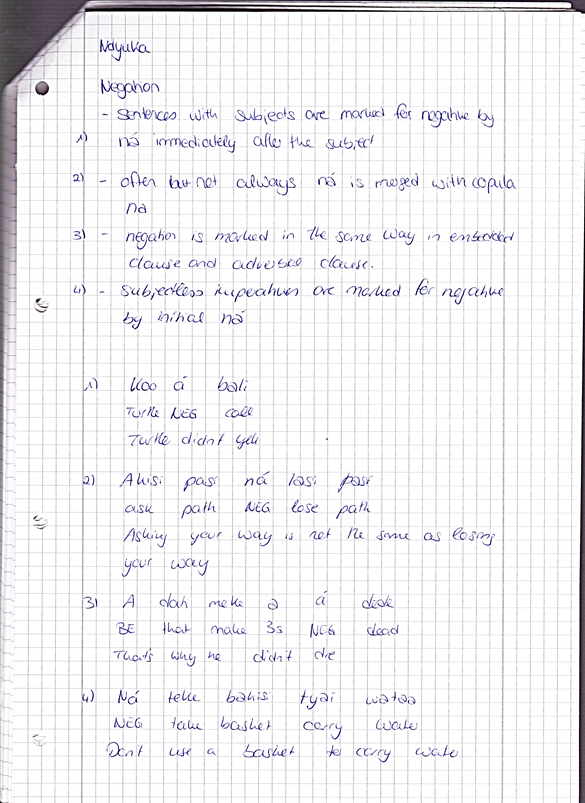 Ndyuka
Negation
- sentences with subjects are marked for negative by
1) ná immediately after the subject
2) - often but not always ná is merged with copula
na
3) - negation is marked in the same way in embedded
clause and adverbial clause.
4) - subjectless imperatives are marked for negative
by initial ná
1) Koo á bali
Turtle NEG call
Turtle didn't yell
2) Akisi pasi ná lasi pasi
ask path NEG lose path
Asking your way is not the same as losing
your way
3) A dah meke a á dede
BE that make 3s NEG dead
That's why he didn't die
4) Ná teke bakisi tyai wataa
NEG take basket carry water
Don't use a basket to carry water